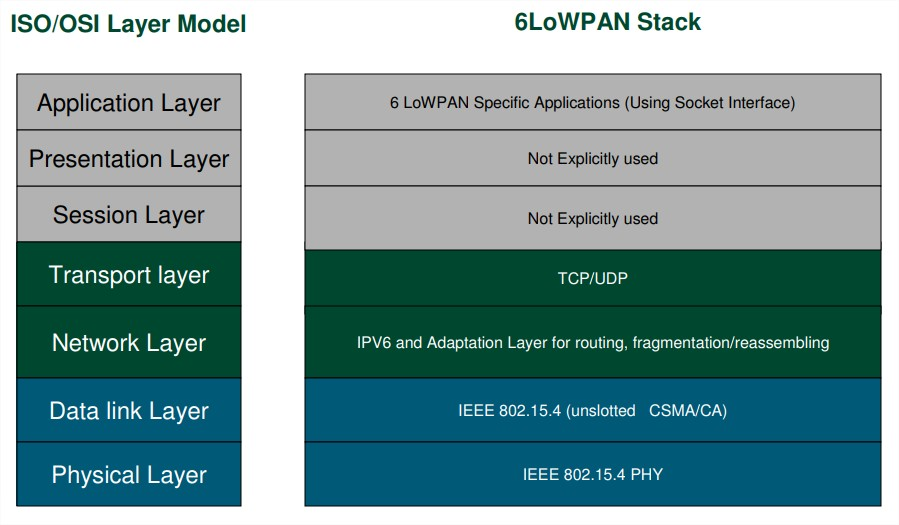 ISO/OSI Layer Model
6LoWPAN Stack
Application Layer
6 LoWPAN Specific Applications (Using Socket Interface)
Presentation Layer
Not Explicitly used
Session Layer
Not Explicitly used
Transport layer
TCP/UDP
Network Layer
IPV6 and Adaptation Layer for routing, fragmentation/reassembling
Data link Layer
IEEE 802.15.4 (unslotted CSMA/CA)
Physical Layer
IEEE 802.15.4 PHY